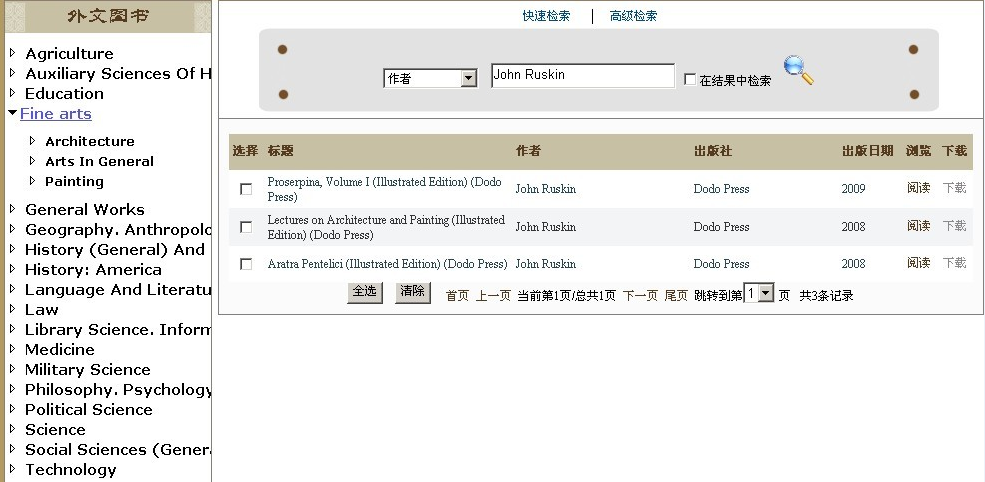 外文图书
Agriculture
Auxiliary Sciences Of H
Education
Fine arts
Architecture
Arts In General
Painting
General Works
Geography. Anthropolo
History (General) And
History: America
Language And Literatu
Law
Library Science. Inform
Medicine
Military Science
Philosophy. Psychology
Political Science
Science
Social Sciences (Genera
Technology
快速检索 | 高级检索
作者 John Ruskin 在结果中检索
选择 标题 作者 出版社 出版日期 浏览 下载
Proserpina, Volume I (Illustrated Edition) (Dodo
Press) John Ruskin Dodo Press 2009 阅读 下载
Lectures on Architecture and Painting (Illustrated
Edition) (Dodo Press) John Ruskin Dodo Press 2008 阅读 下载
Aratra Pentelici (Illustrated Edition) (Dodo Press) John Ruskin Dodo Press 2008 阅读 下载
全选 清除 首页 上一页 当前第1页/总共1页 下一页 尾页 跳转到第 1 页 共3条记录